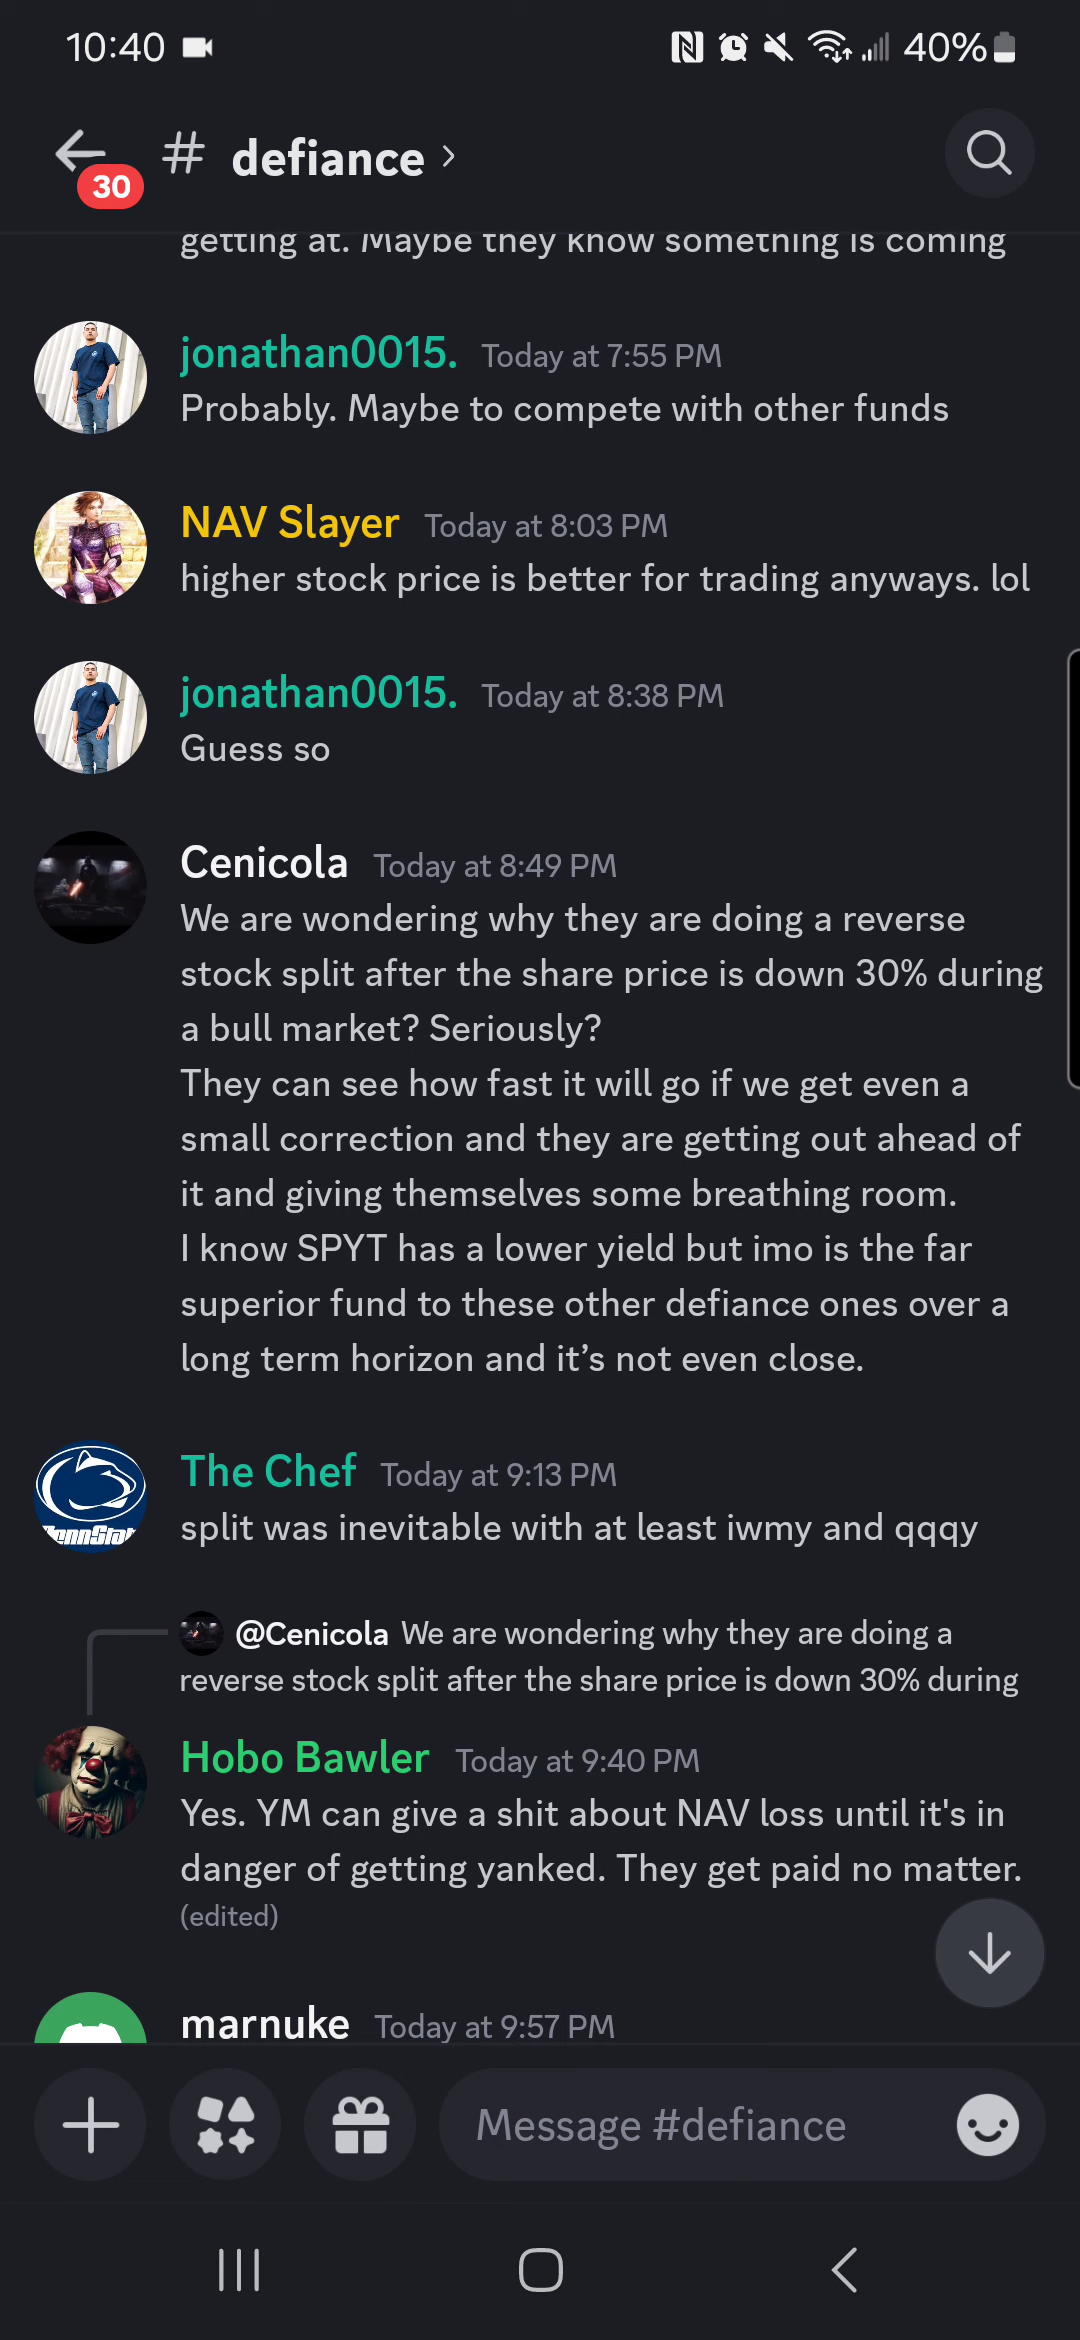 10:40
40%
30
# defiance
getting at. Maybe they know something is coming
jonathan0015. Today at 7:55 PM
Probably. Maybe to compete with other funds
NAV Slayer Today at 8:03 PM
higher stock price is better for trading anyways. lol
jonathan0015. Today at 8:38 PM
Guess so
Cenicola Today at 8:49 PM
We are wondering why they are doing a reverse
stock split after the share price is down 30% during
a bull market? Seriously?
They can see how fast it will go if we get even a
small correction and they are getting out ahead of
it and giving themselves some breathing room.
I know SPYT has a lower yield but imo is the far
superior fund to these other defiance ones over a
long term horizon and it’s not even close.
PennState
The Chef Today at 9:13 PM
split was inevitable with at least iwmy and qqqy
@Cenicola We are wondering why they are doing a
reverse stock split after the share price is down 30% during
Hobo Bawler Today at 9:40 PM
Yes. YM can give a shit about NAV loss until it's in
danger of getting yanked. They get paid no matter.
(edited)
marnuke Today at 9:57 PM
Message #defiance